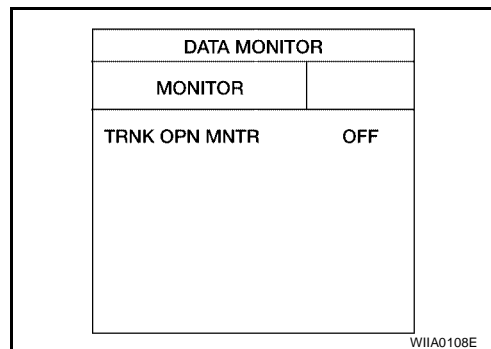 DATA MONITOR
MONITOR
TRNK OPN MNTR OFF
WIIA0108E